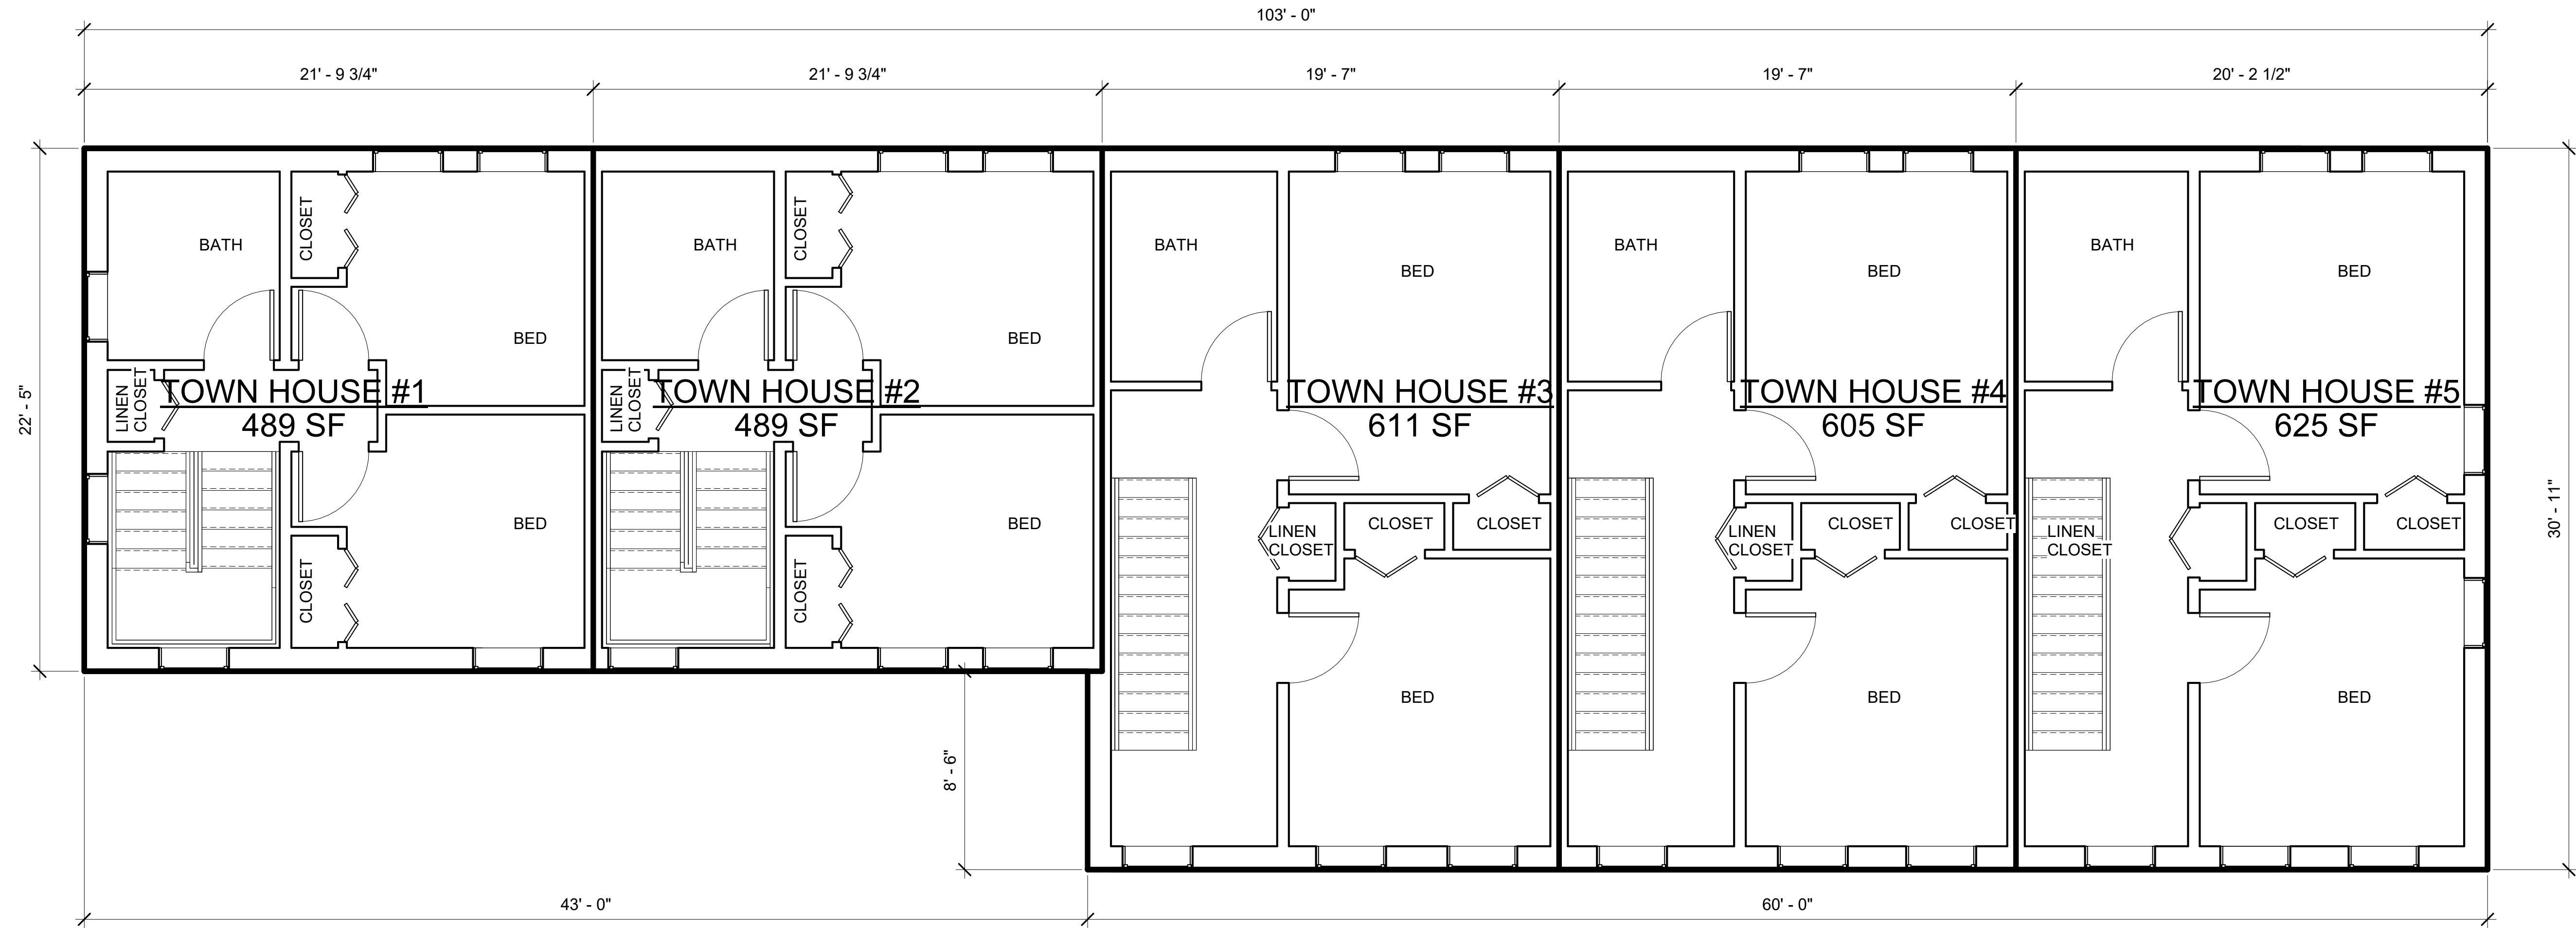 103' - 0"
21' - 9 3/4"
21' - 9 3/4"
19' - 7"
19' - 7"
20' - 2 1/2"
22' - 5"
30' - 11"
8' - 6"
43' - 0"
60' - 0"
BATH
CLOSET
BED
LINEN
CLOSET
TOWN HOUSE #1
489 SF
BED
CLOSET
BATH
CLOSET
BED
LINEN
CLOSET
TOWN HOUSE #2
489 SF
BED
CLOSET
BATH
BED
TOWN HOUSE #3
611 SF
LINEN
CLOSET
CLOSET
CLOSET
BED
BATH
BED
TOWN HOUSE #4
605 SF
LINEN
CLOSET
CLOSET
CLOSET
BED
BATH
BED
TOWN HOUSE #5
625 SF
LINEN
CLOSET
CLOSET
CLOSET
BED